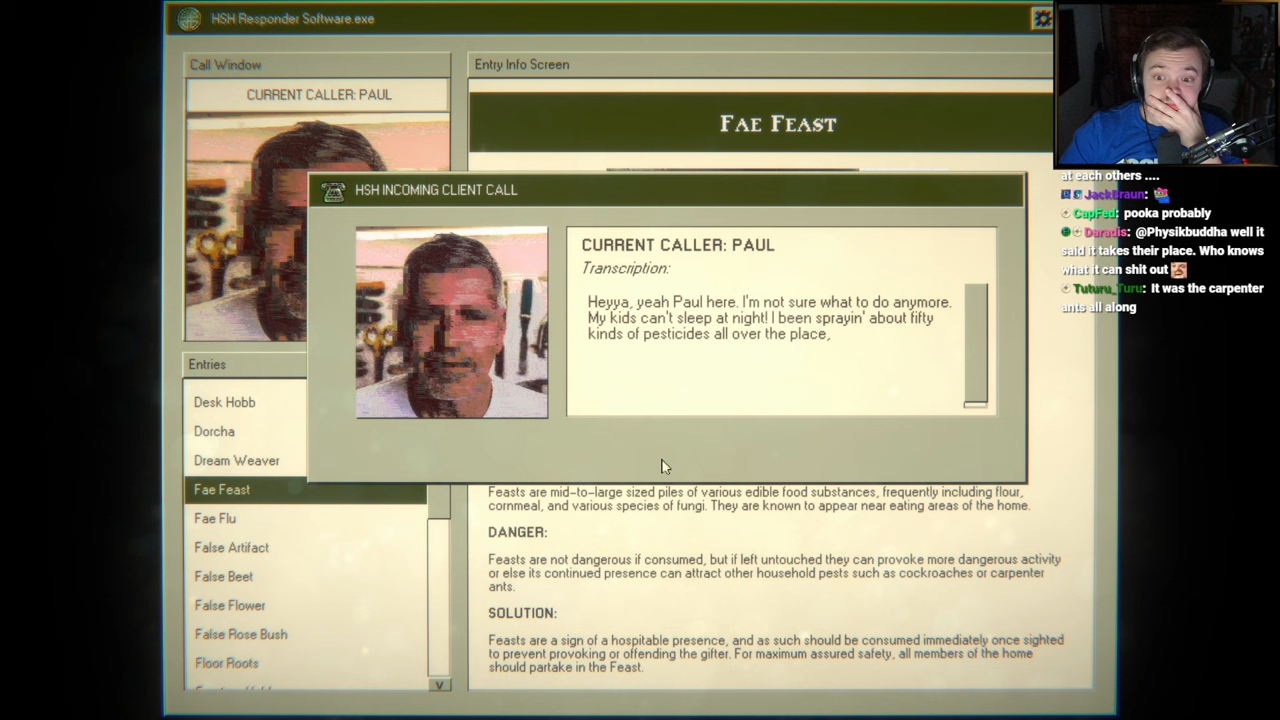 HSH Responder Software.exe
Call Window
CURRENT CALLER: PAUL
Entry Info Screen
FAE FEAST
HSH INCOMING CLIENT CALL
CURRENT CALLER: PAUL
Transcription:
Heyya, yeah Paul here. I'm not sure what to do anymore.
My kids can't sleep at night! I been sprayin' about fifty
kinds of pesticides all over the place,
Entries
Desk Hobb
Dorcha
Dream Weaver
Fae Feast
Fae Flu
False Artifact
False Beet
False Flower
False Rose Bush
Floor Roots
V
Feasts are mid-to-large sized piles of various edible food substances, frequently including flour,
cornmeal, and various species of fungi. They are known to appear near eating areas of the home.
DANGER:
Feasts are not dangerous if consumed, but if left untouched they can provoke more dangerous activity
or else its continued presence can attract other household pests such as cockroaches or carpenter
ants.
SOLUTION:
Feasts are a sign of a hospitable presence, and as such should be consumed immediately once sighted
to prevent provoking or offending the gifter. For maximum assured safety, all members of the home
should partake in the Feast.
at each others ....
JackBraun:
CapFed: pooka probably
Daradis: @Physikbuddha well it
said it takes their place. Who knows
what it can shit out
Tuturu_Turu: It was the carpenter
ants all along